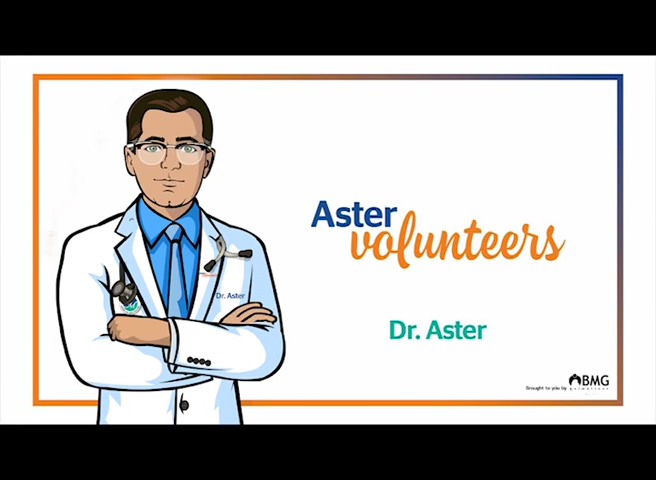 Aster
volunteers
Dr. Aster
Dr. Aster
Brought to you by BMG